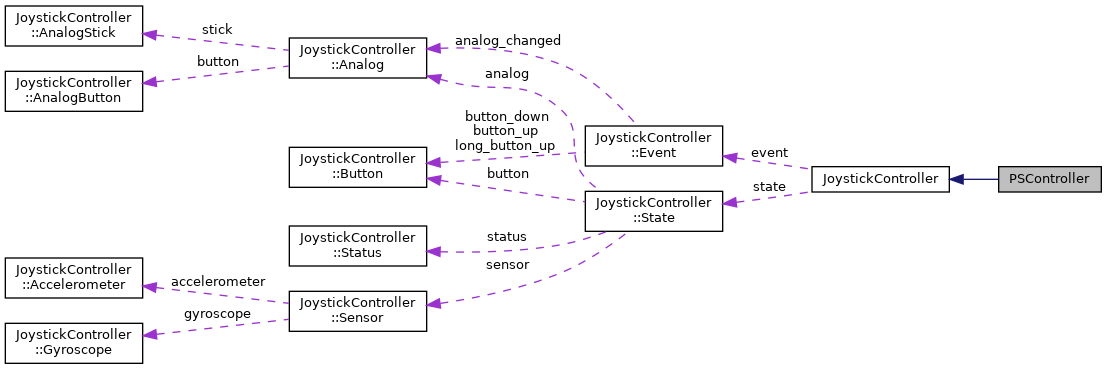 JoystickController
::AnalogStick
stick
JoystickController
::Analog
analog_changed
JoystickController
::AnalogButton
button
analog
button_down
button_up
long_button_up
JoystickController
::Event
event
JoystickController
::Button
button
JoystickController
PSController
JoystickController
::State
state
JoystickController
::Status
status
sensor
JoystickController
::Accelerometer
accelerometer
JoystickController
::Sensor
gyroscope
JoystickController
::Gyroscope